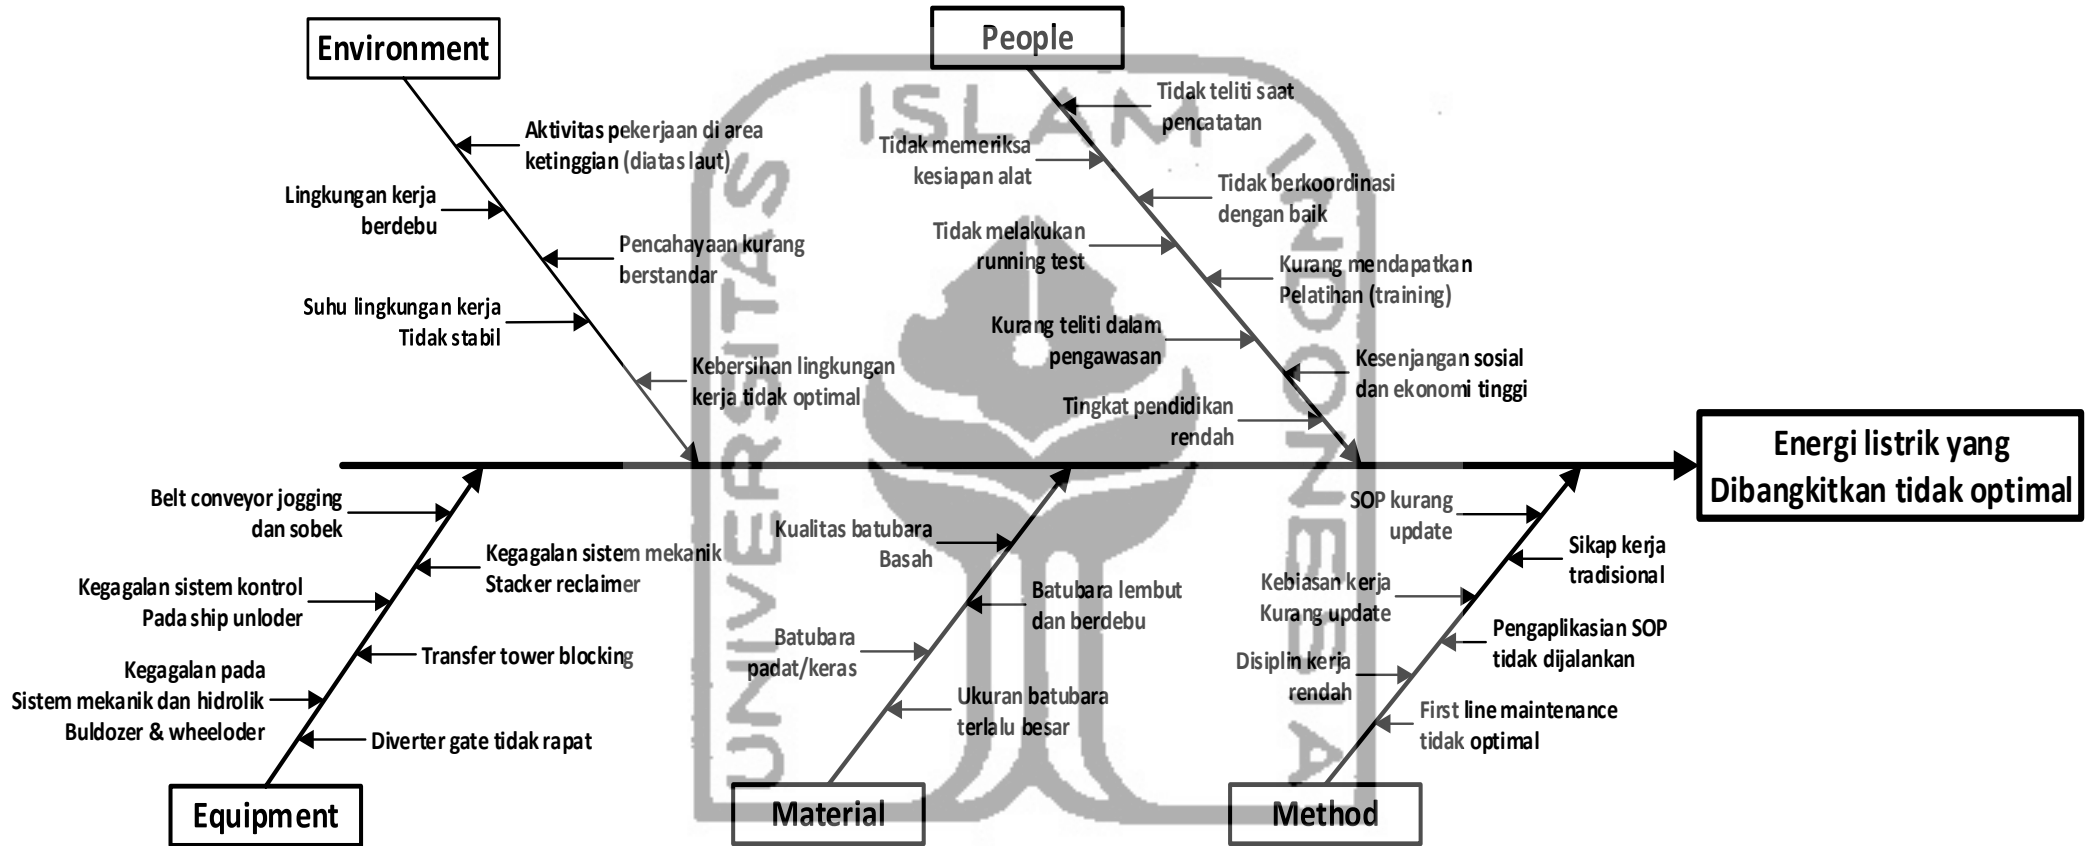 Environment
Aktivitas pekerjaan di area
ketinggian (diatas laut)
Lingkungan kerja
berdebu
Pencahayaan kurang
berstandar
Suhu lingkungan kerja
Tidak stabil
Kebersihan lingkungan
kerja tidak optimal
People
Tidak teliti saat
pencatatan
Tidak memeriksa
kesiapan alat
Tidak berkoordinasi
dengan baik
Tidak melakukan
running test
Kurang mendapatkan
Pelatihan (training)
Kurang teliti dalam
pengawasan
Kesenjangan sosial
dan ekonomi tinggi
Tingkat pendidikan
rendah
Energi listrik yang
Dibangkitkan tidak optimal
Belt conveyor jogging
dan sobek
Kegagalan sistem mekanik
Stacker reclaimer
Kegagalan sistem kontrol
Pada ship unloder
Transfer tower blocking
Kegagalan pada
Sistem mekanik dan hidrolik
Buldozer & wheeloder
Diverter gate tidak rapat
Equipment
Kualitas batubara
Basah
Batubara lembut
dan berdebu
Batubara
padat/keras
Ukuran batubara
terlalu besar
Material
SOP kurang
update
Sikap kerja
tradisional
Kebiasan kerja
Kurang update
Pengaplikasian SOP
tidak dijalankan
Disiplin kerja
rendah
First line maintenance
tidak optimal
Method
UNIVERSITAS
ISLAM
INDONESIA